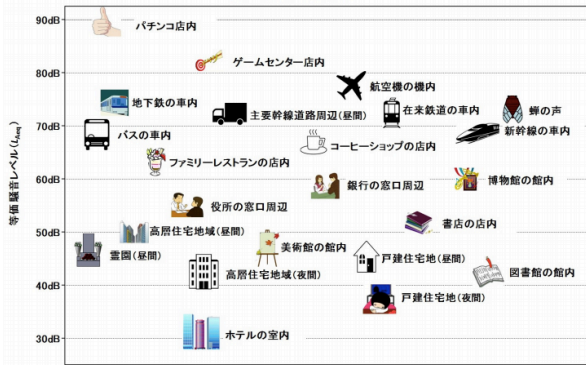 90dB
パチンコ店内
ゲームセンター店内
80dB
航空機の機内
地下鉄の車内
主要幹線道路周辺(昼間)
在来鉄道の車内
蝉の声
70dB
バスの車内
コーヒーショップの店内
新幹線の車内
ファミリーレストランの店内
60dB
銀行の窓口周辺
博物館の館内
役所の窓口周辺
書店の店内
50dB
高層住宅地域(昼間)
霊園(昼間)
美術館の館内
戸建住宅地(昼間)
高層住宅地域(夜間)
図書館の館内
40dB
戸建住宅地(夜間)
30dB
ホテルの室内
等価騒音レベル(LAeq)